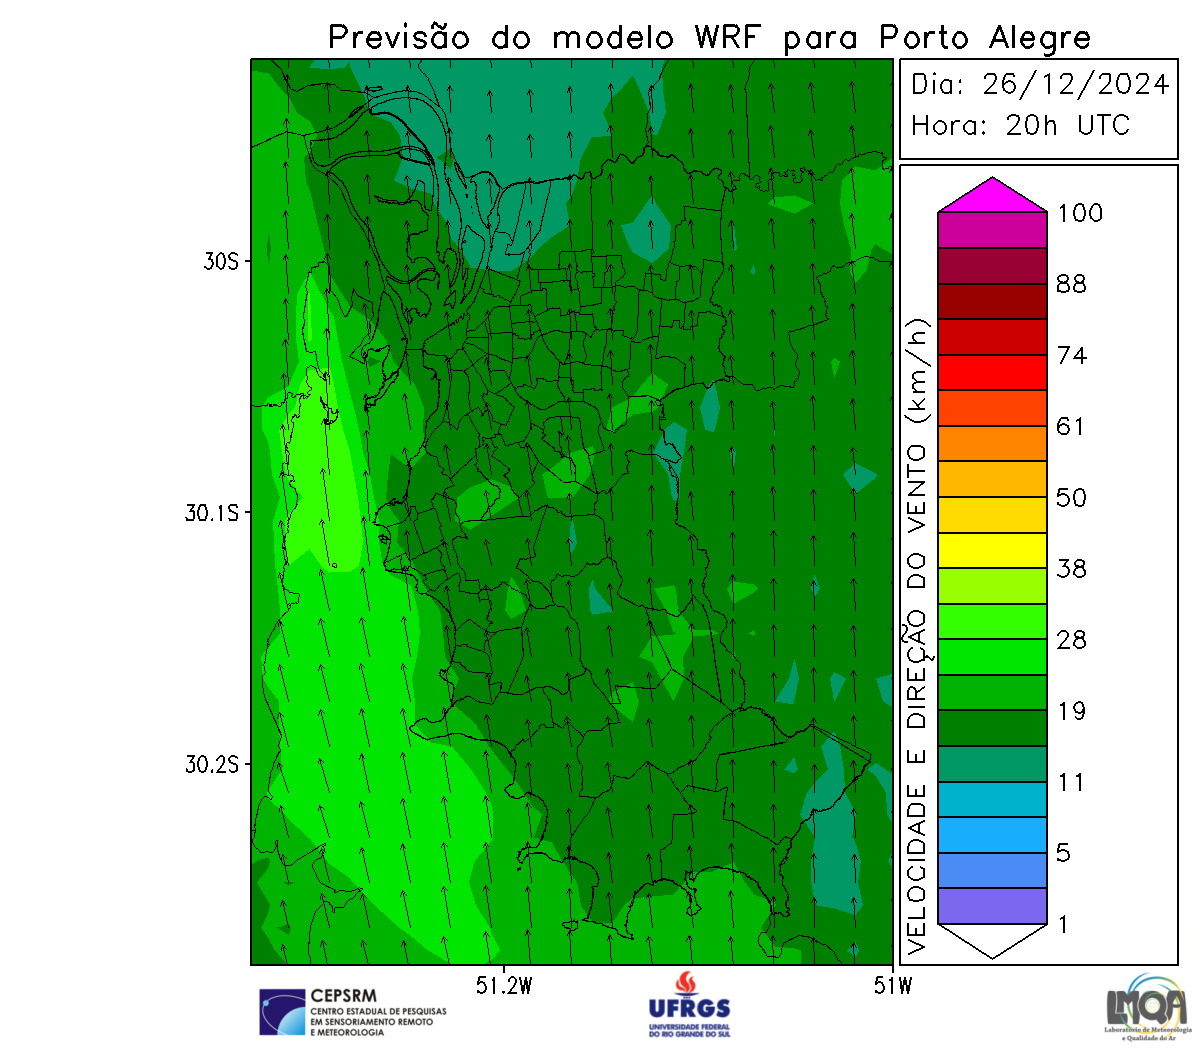 Previsão do modelo WRF para Porto Alegre
Dia: 26/12/2024
Hora: 20h UTC
100
88
74
61
50
38
28
19
11
5
1
VELOCIDADE E DIREÇÃO DO VENTO (km/h)
30S
30.1S
30.2S
51.2W
51W
CEPSRM
CENTRO ESTADUAL DE PESQUISAS
EM SENSORIAMENTO REMOTO
E METEOROLOGIA
UFRGS
UNIVERSIDADE FEDERAL
DO RIO GRANDE DO SUL
LMQA
Laboratório de Meteorologia
e Qualidade do Ar